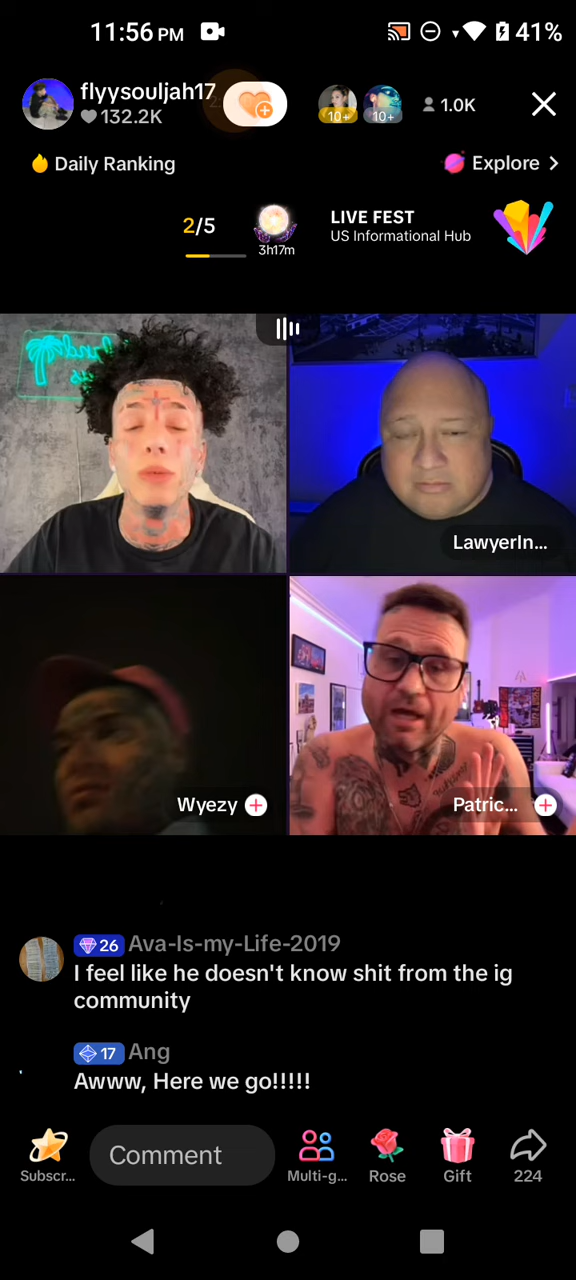 11:56 PM
41%
flyysouljah17
132.2K
10+
10+
1.0K
Daily Ranking
Explore >
2/5
3h17m
LIVE FEST
US Informational Hub
LawyerIn...
Wyezy
Patric...
26 Ava-Is-my-Life-2019
I feel like he doesn't know shit from the ig
community
17 Ang
Awww, Here we go!!!!!
Subscr...
Comment
Multi-g...
Rose
Gift
224